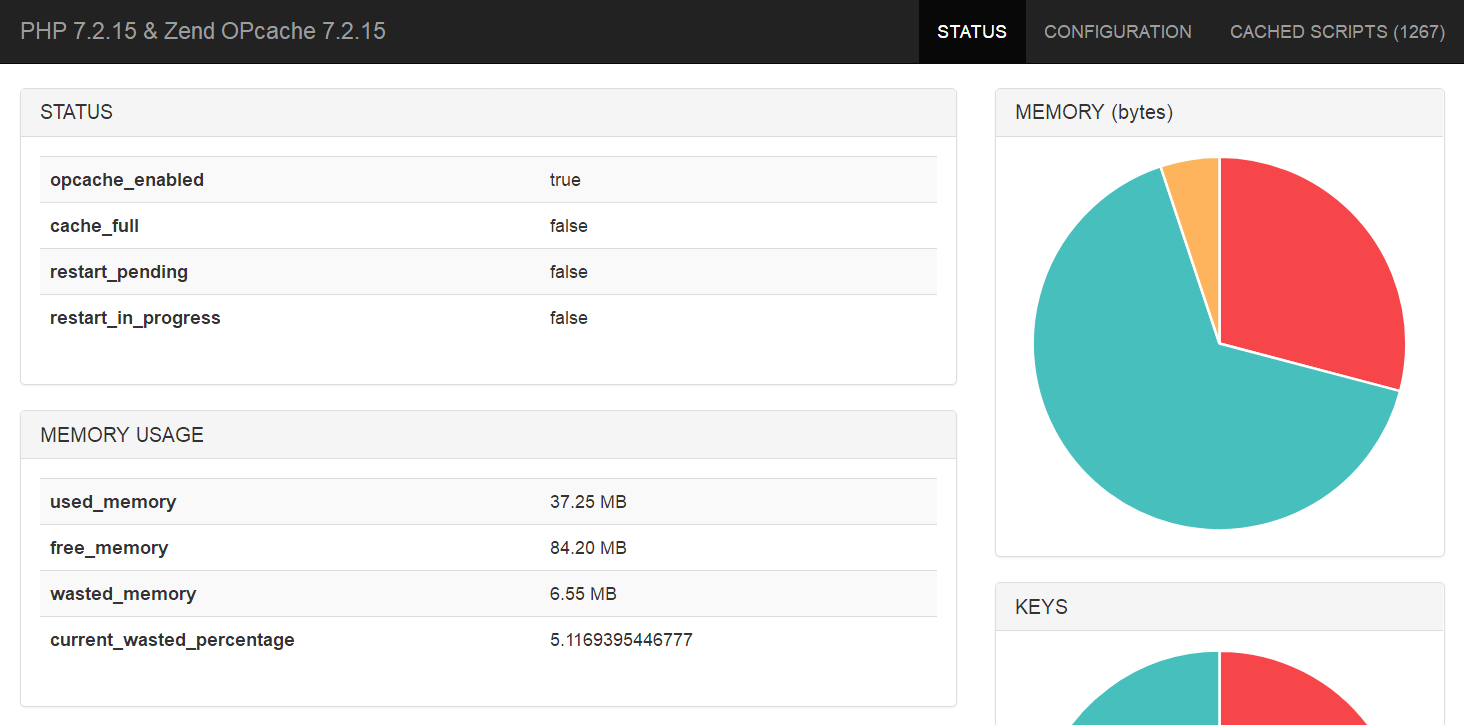 PHP 7.2.15 & Zend OPcache 7.2.15
STATUS
CONFIGURATION
CACHED SCRIPTS (1267)
STATUS
opcache_enabled true
cache_full false
restart_pending false
restart_in_progress false
MEMORY USAGE
used_memory 37.25 MB
free_memory 84.20 MB
wasted_memory 6.55 MB
current_wasted_percentage 5.1169395446777
MEMORY (bytes)
KEYS